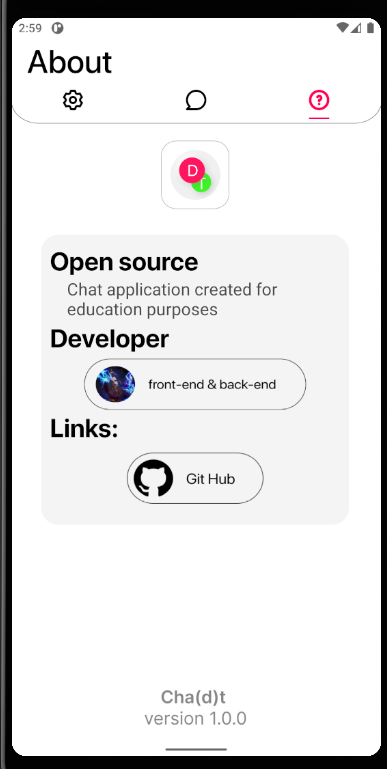 2:59
About
D
T
Open source
Chat application created for
education purposes
Developer
front-end & back-end
Links:
Git Hub
Cha(d)t
version 1.0.0